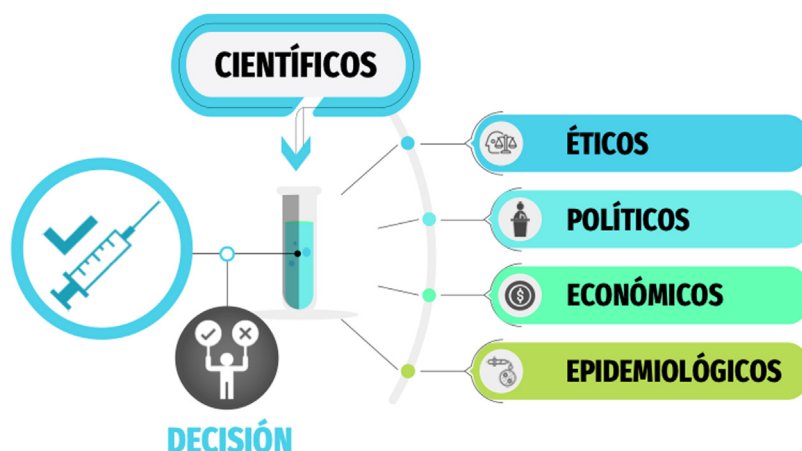 CIENTÍFICOS
ÉTICOS
POLÍTICOS
ECONÓMICOS
EPIDEMIOLÓGICOS
DECISIÓN